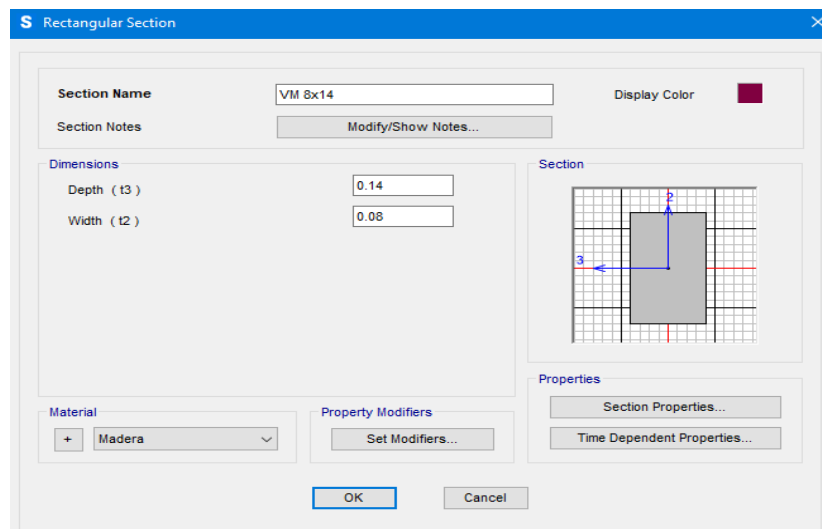 S Rectangular Section
Section Name VM 8x14 Display Color
Section Notes Modify/Show Notes...
Dimensions
Depth ( t3 ) 0.14
Width ( t2 ) 0.08
Section
2
3
Properties
Section Properties...
Time Dependent Properties...
Material
+ Madera
Property Modifiers
Set Modifiers...
OK Cancel